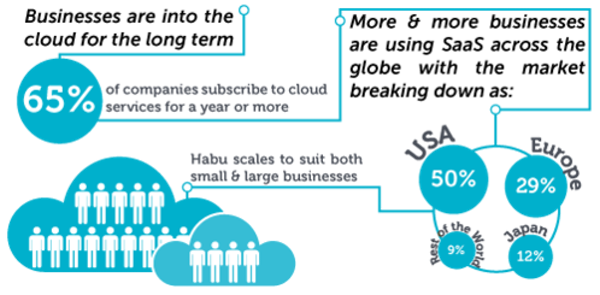 Businesses are into the
cloud for the long term
65%
of companies subscribe to cloud
services for a year or more
More & more businesses
are using SaaS across the
globe with the market
breaking down as:
Habu scales to suit both
small & large businesses
USA
50%
Europe
29%
Rest of the World
9%
Japan
12%